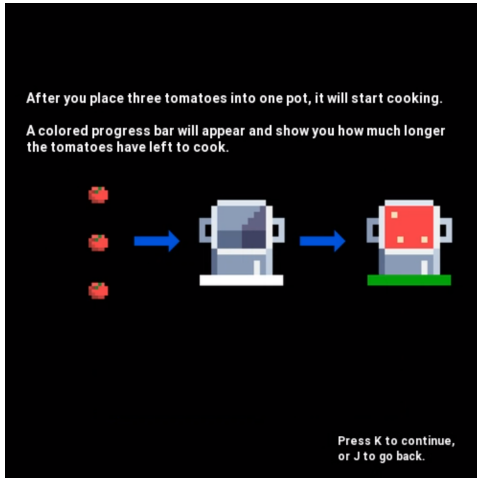 After you place three tomatoes into one pot, it will start cooking.
A colored progress bar will appear and show you how much longer
the tomatoes have left to cook.
Press K to continue,
or J to go back.